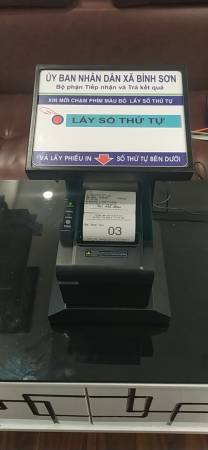 ỦY BAN NHÂN DÂN XÃ BÌNH SƠN
Bộ phận Tiếp nhận và Trả kết quả
XIN MỜI CHẠM PHÍM MÀU ĐỎ LẤY SỐ THỨ TỰ
LẤY SỐ THỨ TỰ
VÀ LẤY PHIẾU IN SỐ THỨ TỰ BÊN DƯỚI
03